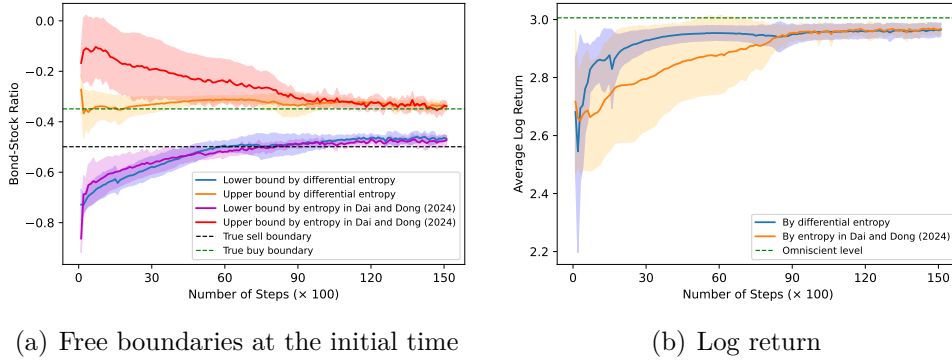 0.0
−0.2
−0.4
−0.6
−0.8
Bond-Stock Ratio
Lower bound by differential entropy
Upper bound by differential entropy
Lower bound by entropy in Dai and Dong (2024)
Upper bound by entropy in Dai and Dong (2024)
True sell boundary
True buy boundary
0 30 60 90 120 150
Number of Steps (× 100)
(a) Free boundaries at the initial time
3.0
2.8
2.6
2.4
2.2
Average Log Return
By differential entropy
By entropy in Dai and Dong (2024)
Omniscient level
0 30 60 90 120 150
Number of Steps (× 100)
(b) Log return